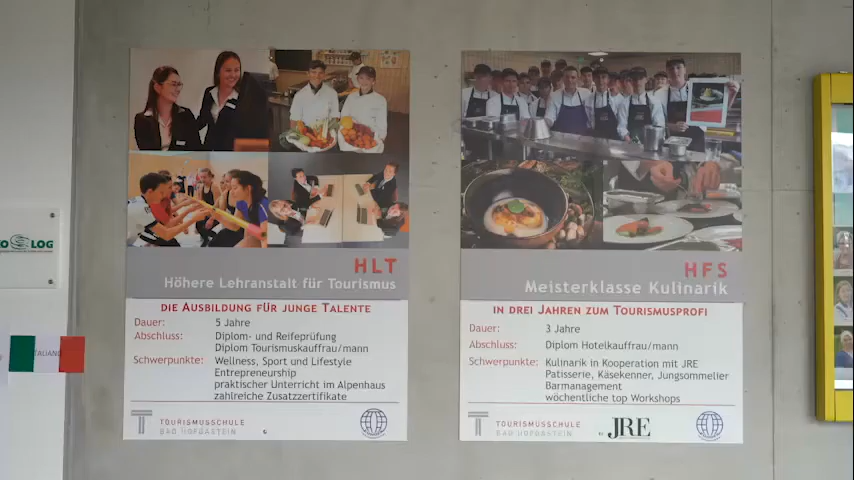 HLT
Höhere Lehranstalt für Tourismus
DIE AUSBILDUNG FÜR JUNGE TALENTE
Dauer: 5 Jahre
Abschluss: Diplom- und Reifeprüfung
Diplom Tourismuskauffrau/mann
Schwerpunkte: Wellness, Sport und Lifestyle
Entrepreneurship
praktischer Unterricht im Alpenhaus
zahlreiche Zusatzzertifikate
TOURISMUSSCHULE
BAD HOFGASTEIN
HFS
Meisterklasse Kulinarik
IN DREI JAHREN ZUM TOURISMUSPROFI
Dauer: 3 Jahre
Abschluss: Diplom Hotelkauffrau/mann
Schwerpunkte: Kulinarik in Kooperation mit JRE
Patisserie, Käsekenner, Jungsommelier
Barmanagement
wöchentliche top Workshops
TOURISMUSSCHULE
BAD HOFGASTEIN
JRE
LOG
ITALIANO